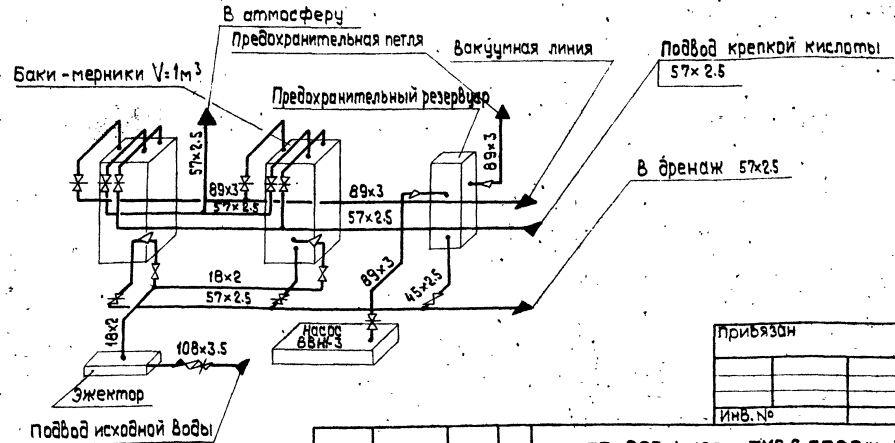 В атмосферу
Предохранительная петля
Вакуумная линия
Подвод крепкой кислоты
57×2.5
Баки-мерники V=1м³
Предохранительный резервуар
57×2.5
89×3
В дренаж 57×2.5
89×3
57×2.5
89×3
57×2.5
18×2
57×2.5
89×3
45×2.5
18×2
Насос
ВВН-3
108×3.5
Эжектор
Подвод исходной воды
Привязан
Инв.№